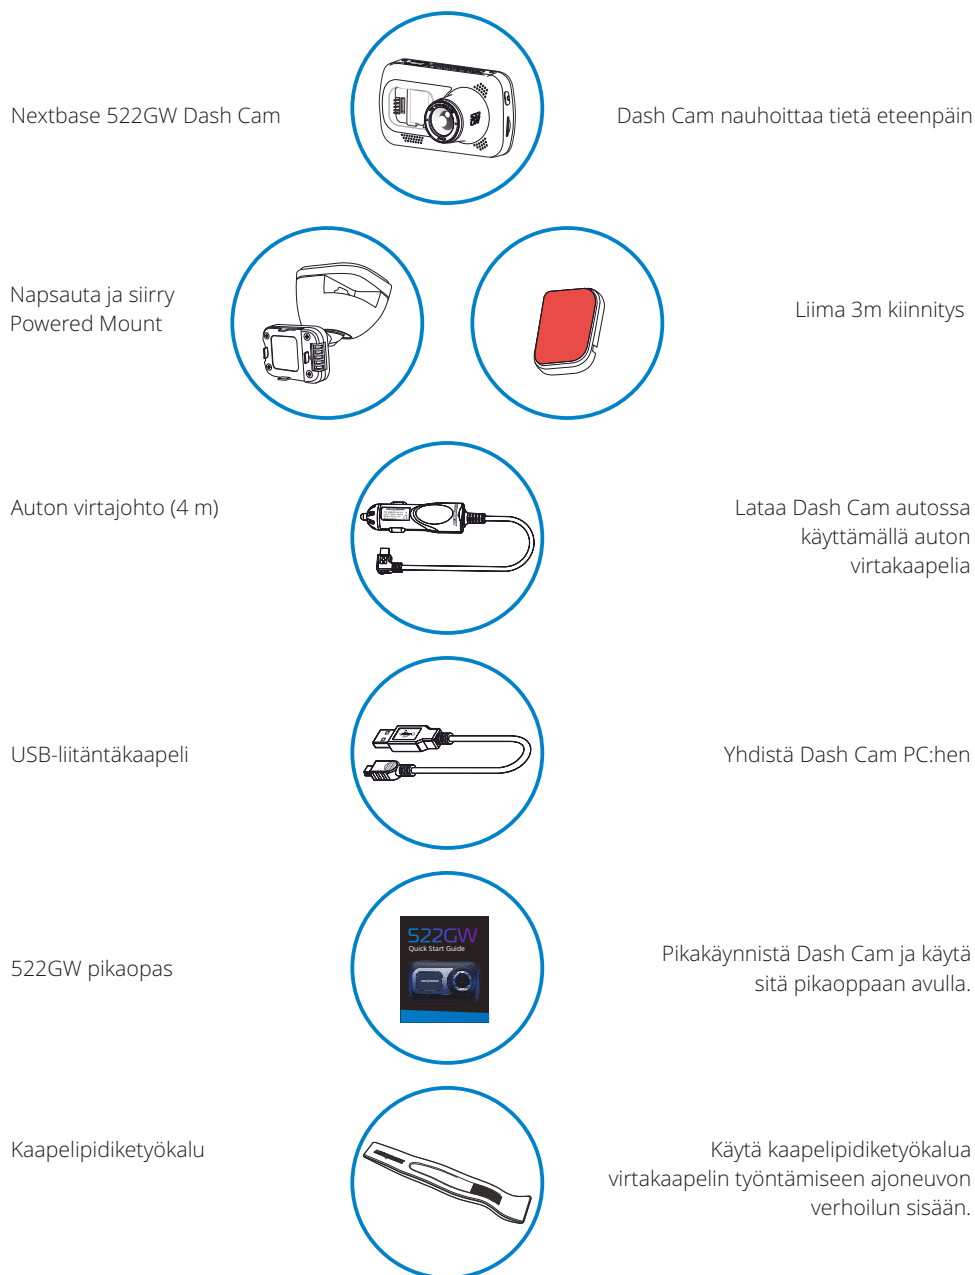 Nextbase 522GW Dash Cam
Dash Cam nauhoittaa tietä eteenpäin
Napsauta ja siirry
Powered Mount
Liima 3m kiinnitys
Auton virtajohto (4 m)
Lataa Dash Cam autossa
käyttämällä auton
virtakaapelia
USB-liitäntäkaapeli
Yhdistä Dash Cam PC:hen
522GW pikaopas
522GW
Quick Start Guide
Pikakäynnistä Dash Cam ja käytä
sitä pikaoppaan avulla.
Kaapelipidiketyökalu
Käytä kaapelipidiketyökalua
virtakaapelin työntämiseen ajoneuvon
verhoilun sisään.